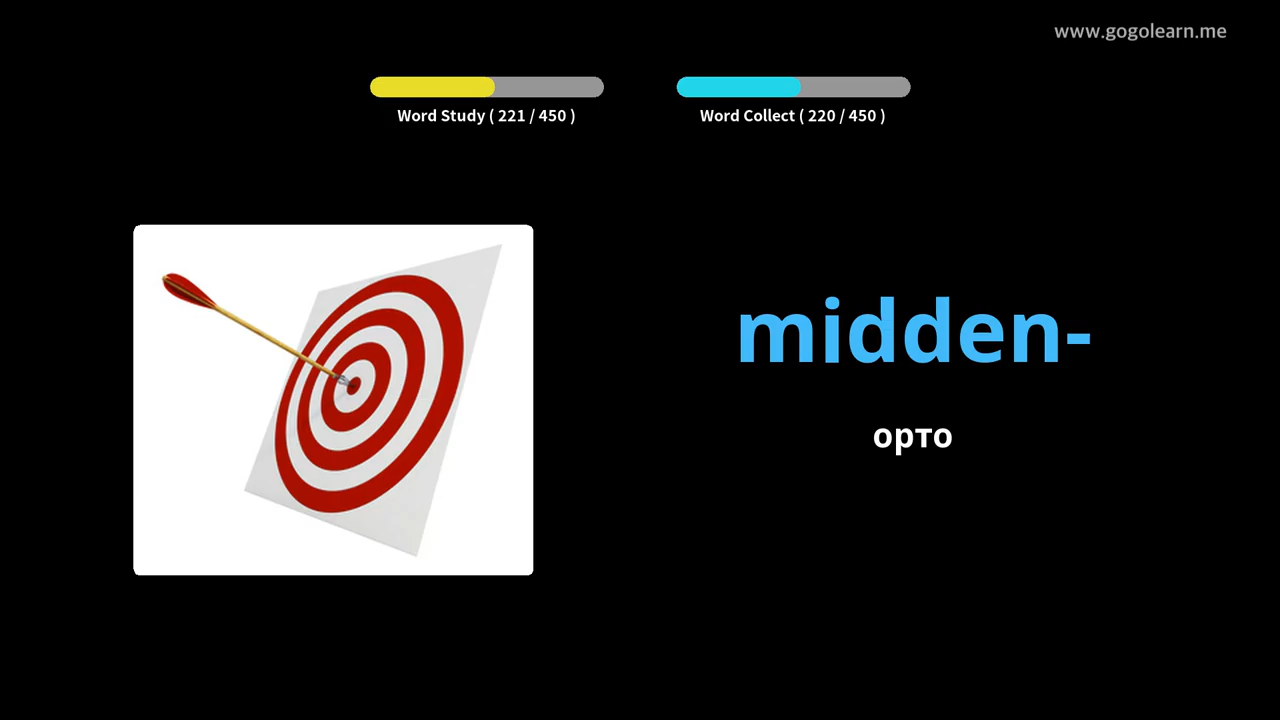 www.gogolearn.me
Word Study ( 221 / 450 )
Word Collect ( 220 / 450 )
midden-
орто